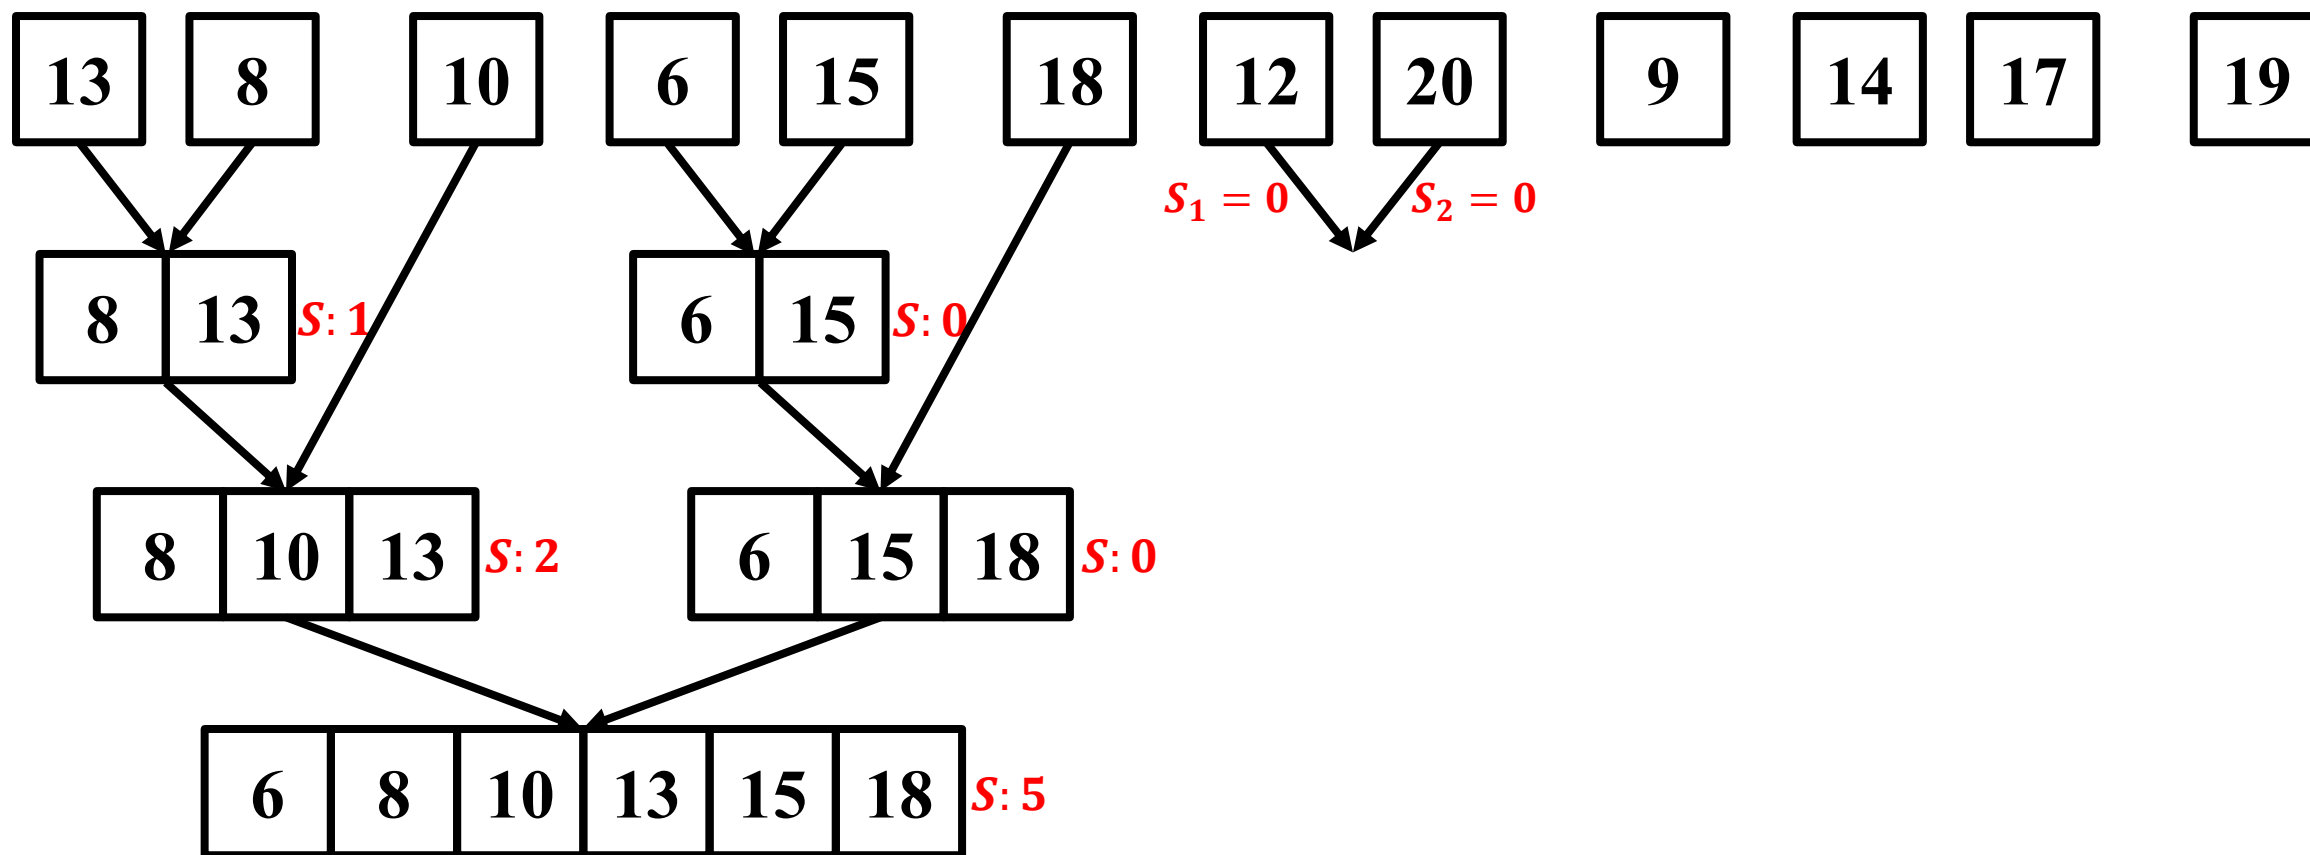 13 8 10 6 15 18 12 20 9 14 17 19
S₁ = 0 S₂ = 0
8 13 S: 1 6 15 S: 0
8 10 13 S: 2 6 15 18 S: 0
6 8 10 13 15 18 S: 5